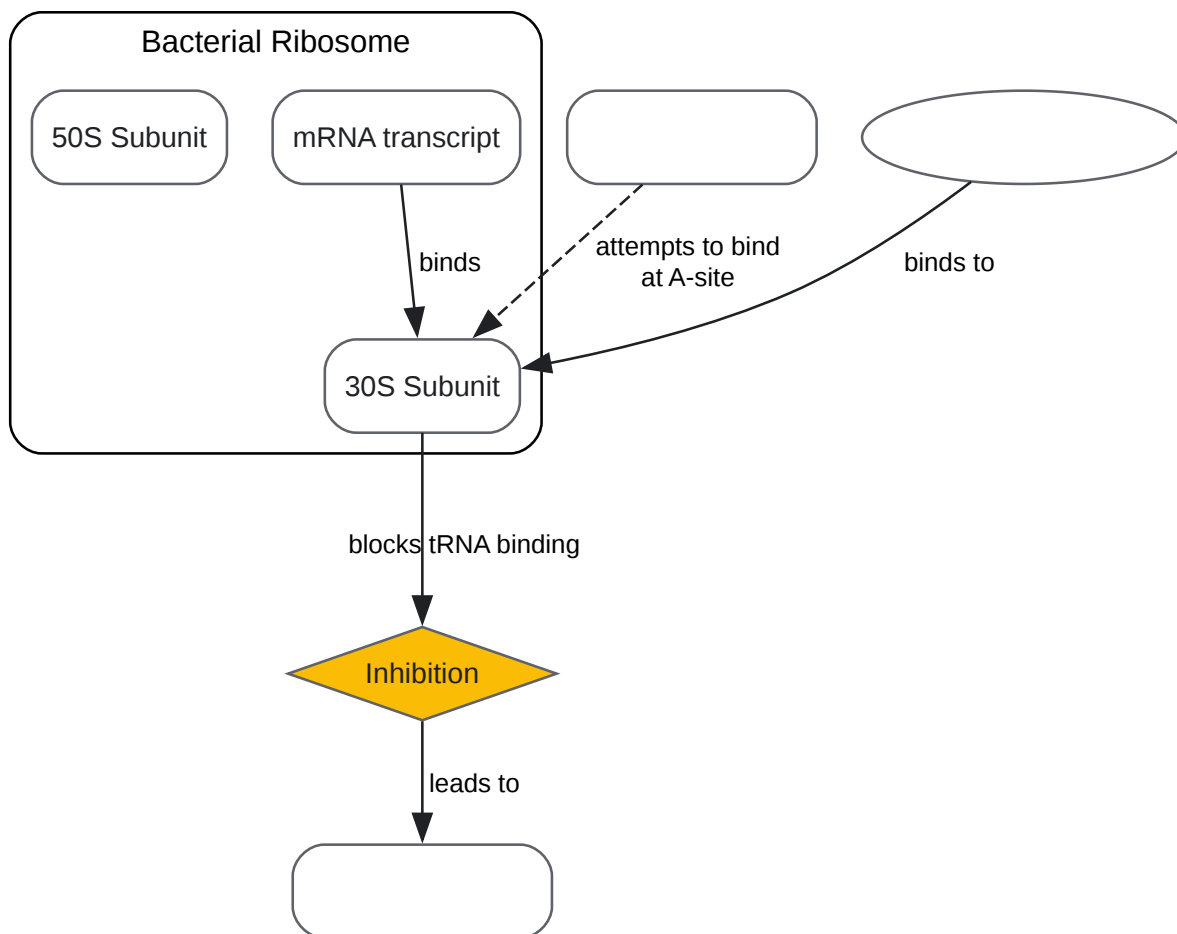 Bacterial Ribosome
50S Subunit
mRNA transcript
binds
attempts to bind
at A-site
binds to
30S Subunit
blocks tRNA binding
Inhibition
leads to